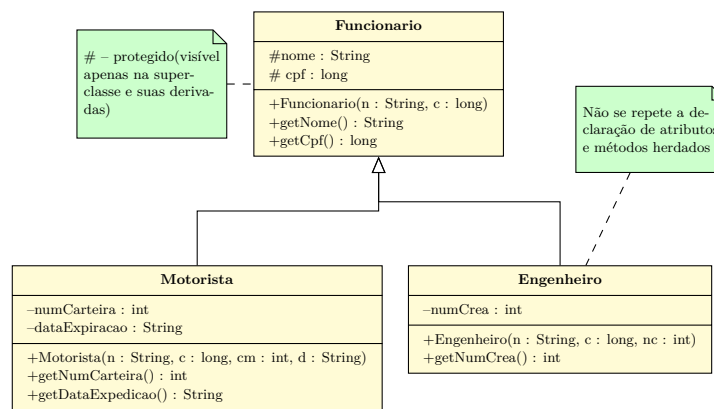 Funcionario
#nome : String
# cpf : long
+Funcionario(n : String, c : long)
+getNome() : String
+getCpf() : long
# – protegido(visível
apenas na super-
classe e suas deriva-
das)
Não se repete a de-
claração de atributos
e métodos herdados
Motorista
–numCarteira : int
–dataExpiracao : String
+Motorista(n : String, c : long, cm : int, d : String)
+getNumCarteira() : int
+getDataExpedicao() : String
Engenheiro
–numCrea : int
+Engenheiro(n : String, c : long, nc : int)
+getNumCrea() : int